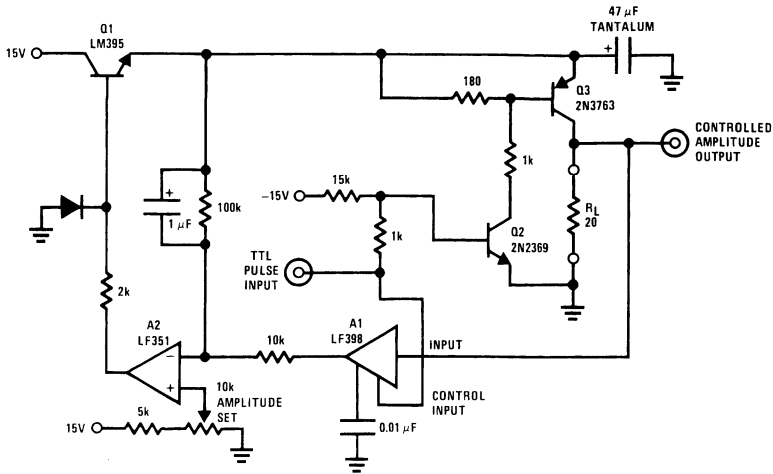 Q1
LM395
15V
47 µF
TANTALUM
+
180
Q3
2N3763
CONTROLLED
AMPLITUDE
OUTPUT
+
1 µF
100k
–15V
15k
1k
1k
Q2
2N2369
RL
20
TTL
PULSE
INPUT
2k
A2
LF351
–
+
10k
A1
LF398
INPUT
CONTROL
INPUT
10k
AMPLITUDE
SET
15V
5k
0.01 µF